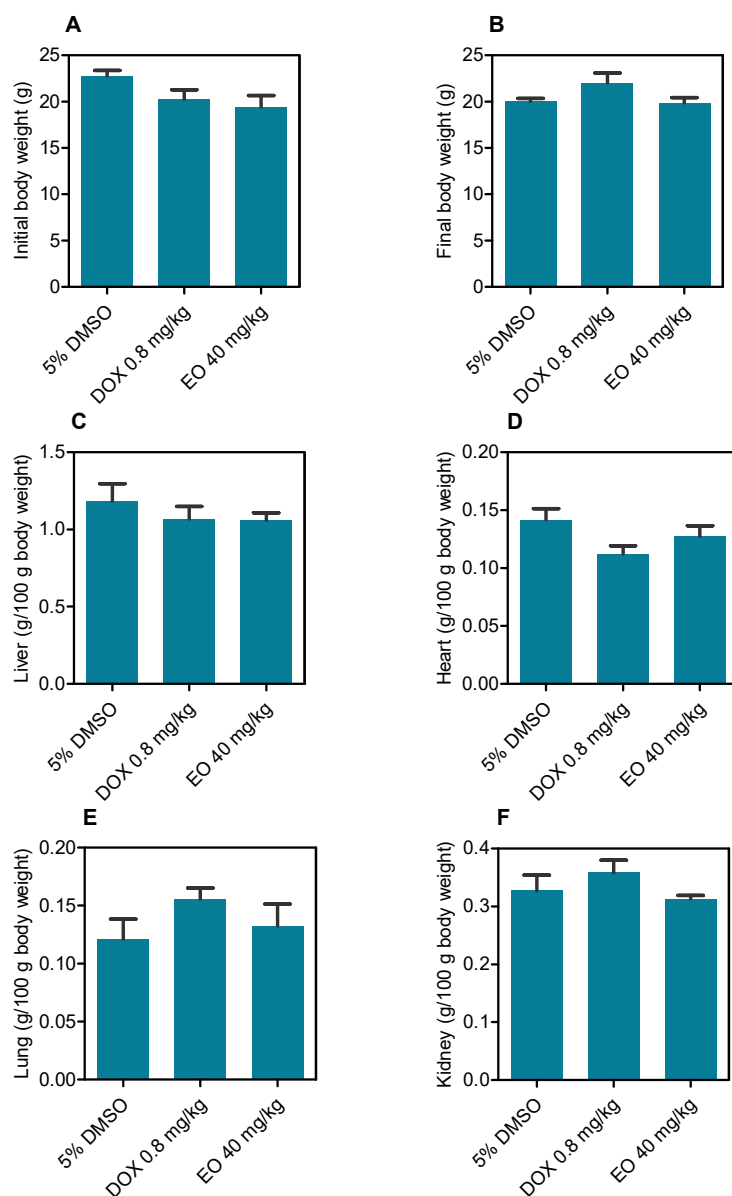 A
Initial body weight (g)
25
20
15
10
5
0
5% DMSO
DOX 0.8 mg/kg
EO 40 mg/kg
B
Final body weight (g)
25
20
15
10
5
0
5% DMSO
DOX 0.8 mg/kg
EO 40 mg/kg
C
Liver (g/100 g body weight)
1.5
1.0
0.5
0.0
5% DMSO
DOX 0.8 mg/kg
EO 40 mg/kg
D
Heart (g/100 g body weight)
0.20
0.15
0.10
0.05
0.00
5% DMSO
DOX 0.8 mg/kg
EO 40 mg/kg
E
Lung (g/100 g body weight)
0.20
0.15
0.10
0.05
0.00
5% DMSO
DOX 0.8 mg/kg
EO 40 mg/kg
F
Kidney (g/100 g body weight)
0.4
0.3
0.2
0.1
0.0
5% DMSO
DOX 0.8 mg/kg
EO 40 mg/kg